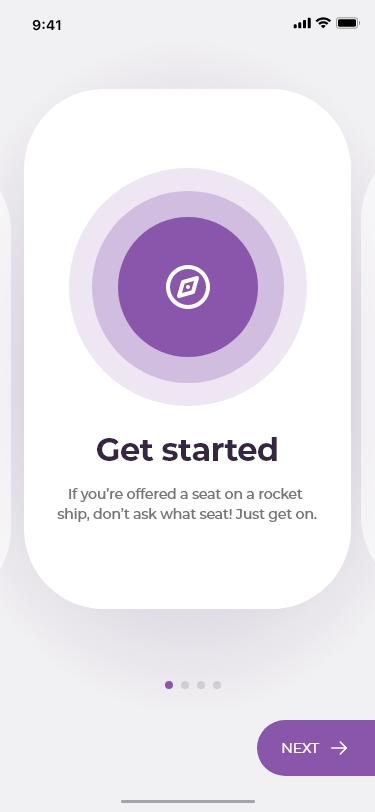 9:41
Get started
If you’re offered a seat on a rocket
ship, don’t ask what seat! Just get on.
NEXT